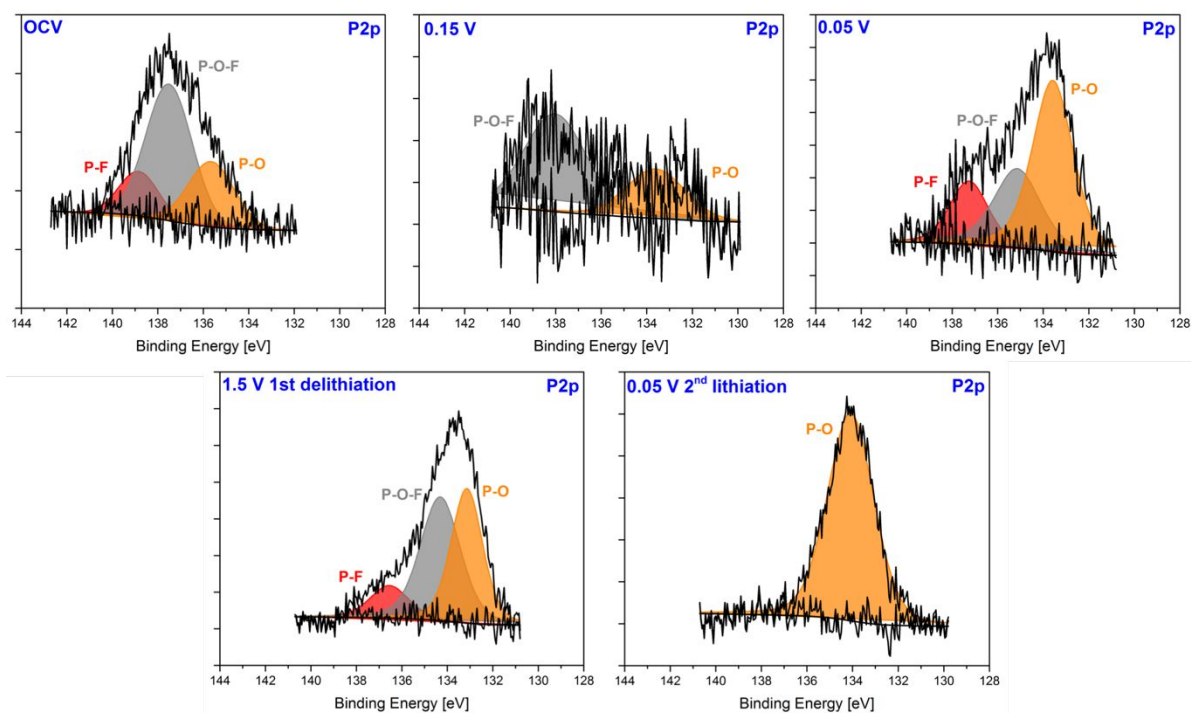 OCV P2p
P-O-F
P-F
P-O
144 142 140 138 136 134 132 130 128
Binding Energy [eV]
0.15 V P2p
P-O-F
P-O
144 142 140 138 136 134 132 130 128
Binding Energy [eV]
0.05 V P2p
P-O
P-O-F
P-F
144 142 140 138 136 134 132 130 128
Binding Energy [eV]
1.5 V 1st delithiation P2p
P-O-F
P-O
P-F
144 142 140 138 136 134 132 130 128
Binding Energy [eV]
0.05 V 2nd lithiation P2p
P-O
144 142 140 138 136 134 132 130 128
Binding Energy [eV]